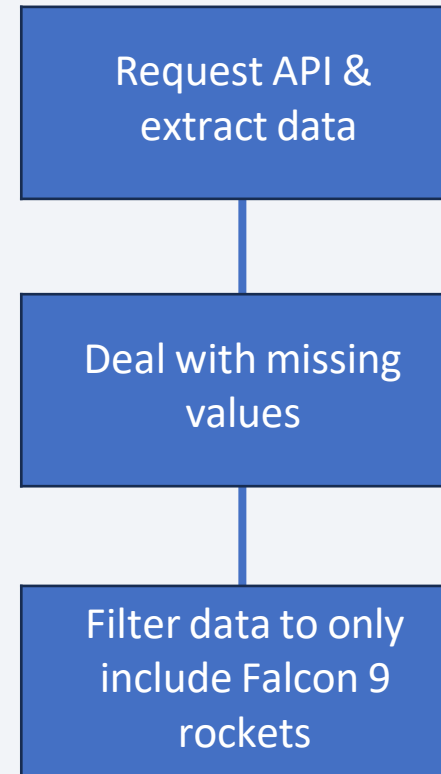 Request API &
extract data
Deal with missing
values
Filter data to only
include Falcon 9
rockets